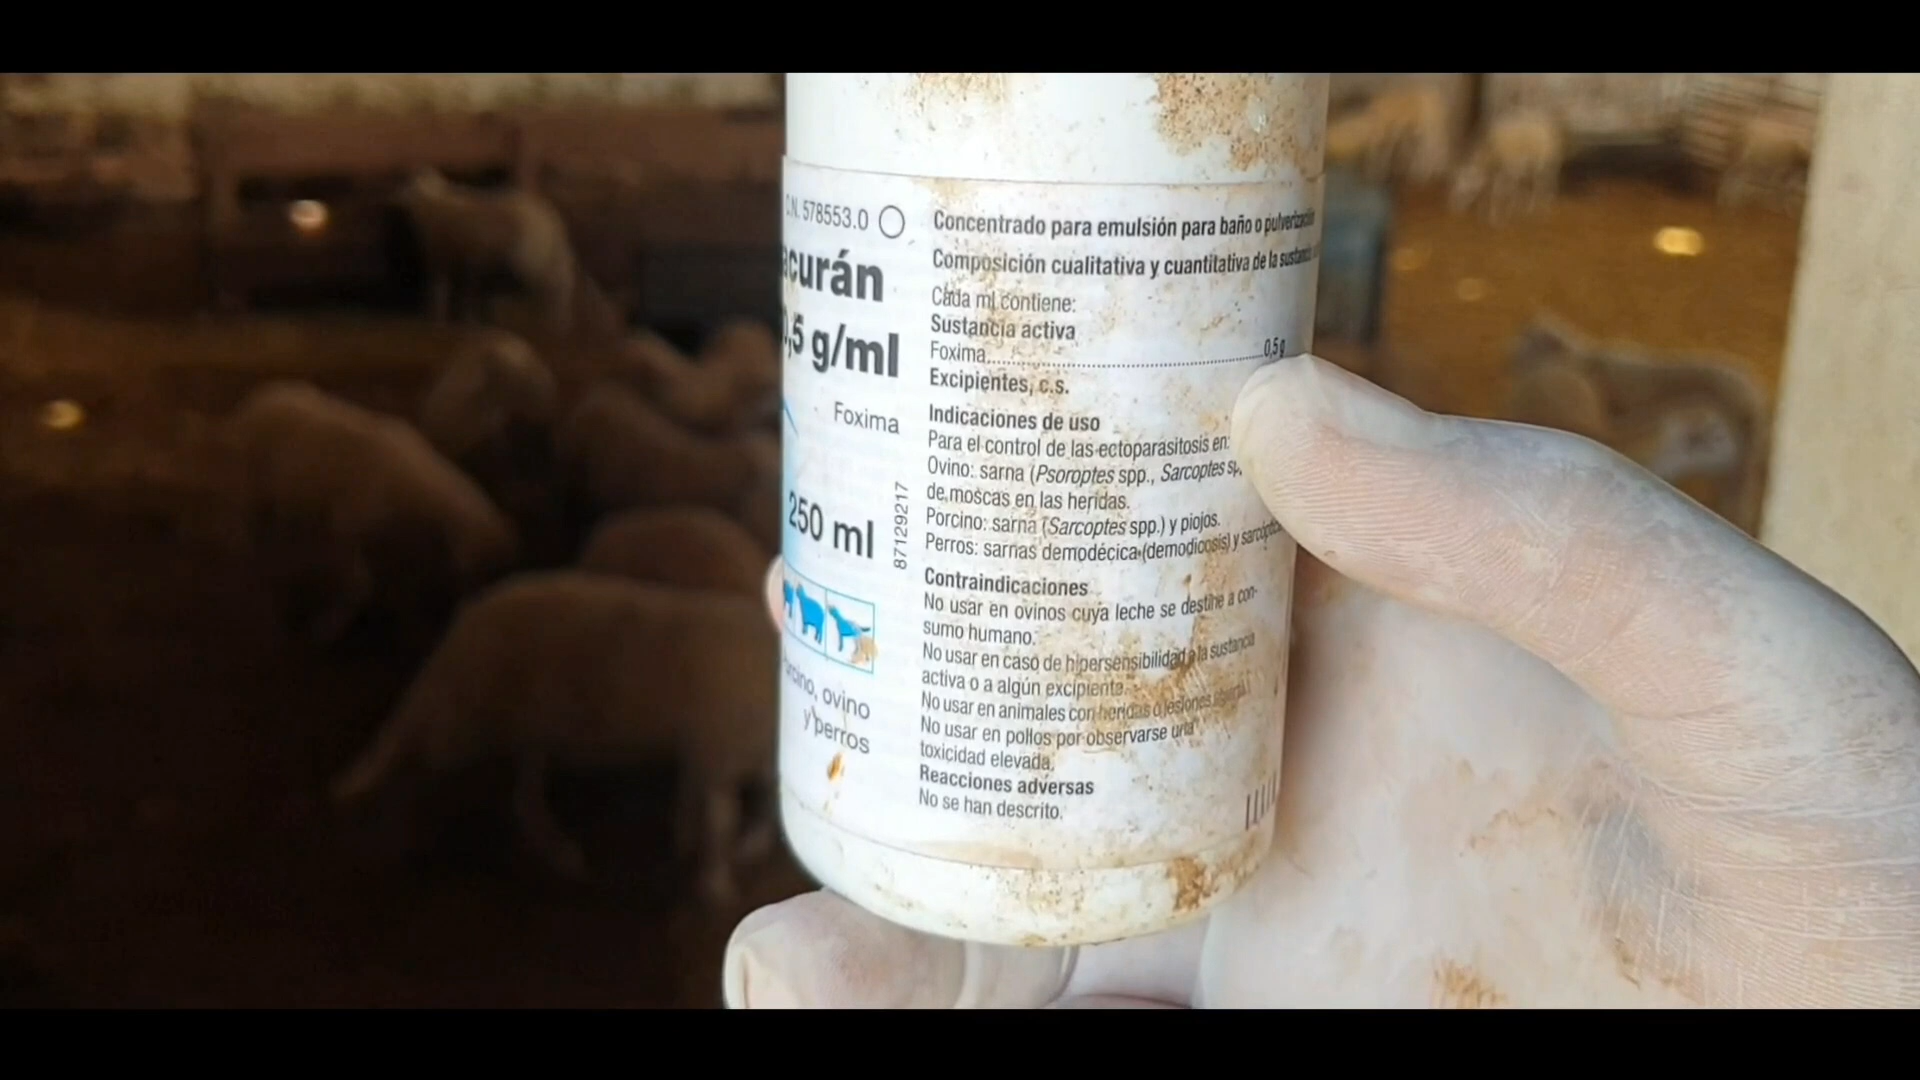 C.N. 578553.0
curán
0,5 g/ml
Foxima
250 ml
87129217
ovino
y perros
Concentrado para emulsión para baño o
Composición cualitativa y cuantitativa de la
Cada ml contiene:
Sustancia activa
Foxima 0,5 g
Excipientes, c.s.
Indicaciones de uso
Para el control de las ectoparasitosis en:
Ovino: sarna (Psoroptes spp., Sarcoptes
de moscas en las heridas.
Porcino: sarna (Sarcoptes spp.) y piojos.
Perros: sarnas demodécica (demodicosis) y
Contraindicaciones
No usar en ovinos cuya leche se destine a con-
sumo humano.
No usar en caso de hipersensibilidad a la sustancia
activa o a algún excipiente.
No usar en animales con heridas o lesiones
No usar en pollos por observarse una
toxicidad elevada.
Reacciones adversas
No se han descrito.